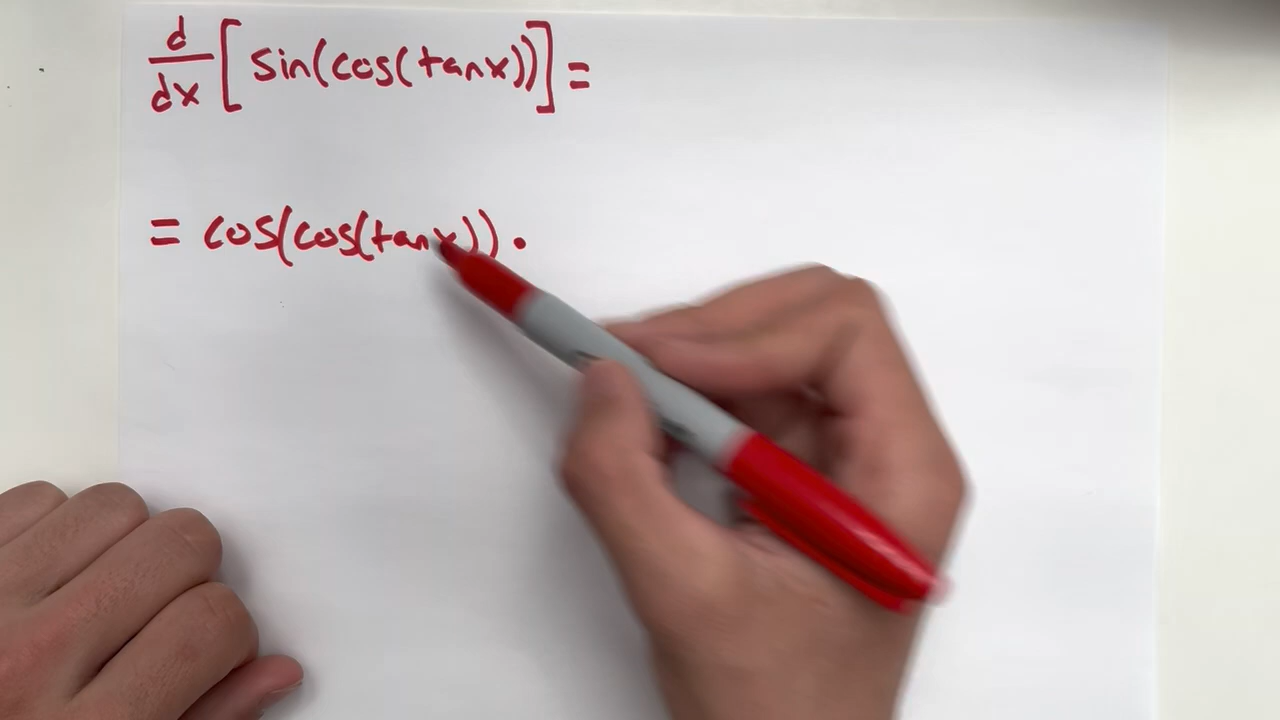 d/dx [sin(cos(tanx))] =
= cos(cos(tanx)) ·